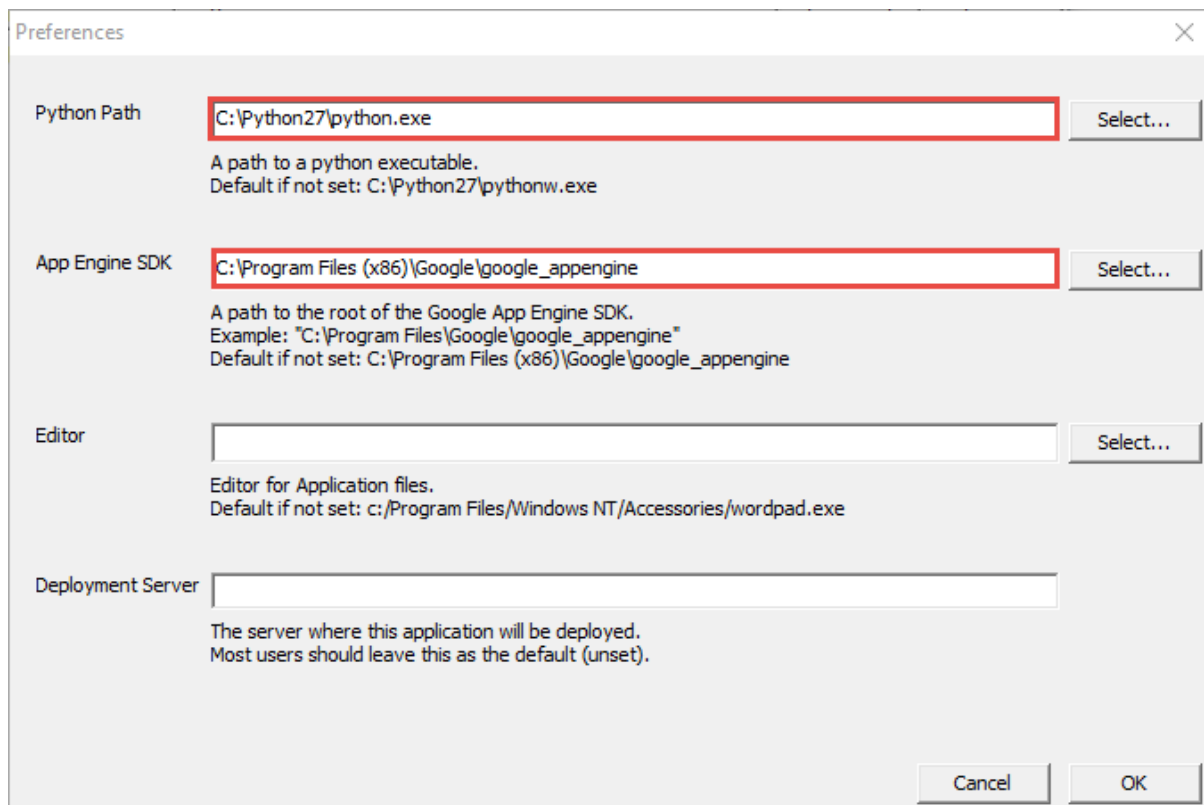 Preferences
Python Path
C:\Python27\python.exe
Select...
A path to a python executable.
Default if not set: C:\Python27\pythonw.exe
App Engine SDK
C:\Program Files (x86)\Google\google_appengine
Select...
A path to the root of the Google App Engine SDK.
Example: "C:\Program Files\Google\google_appengine"
Default if not set: C:\Program Files (x86)\Google\google_appengine
Editor
Select...
Editor for Application files.
Default if not set: c:/Program Files/Windows NT/Accessories/wordpad.exe
Deployment Server
The server where this application will be deployed.
Most users should leave this as the default (unset).
Cancel
OK